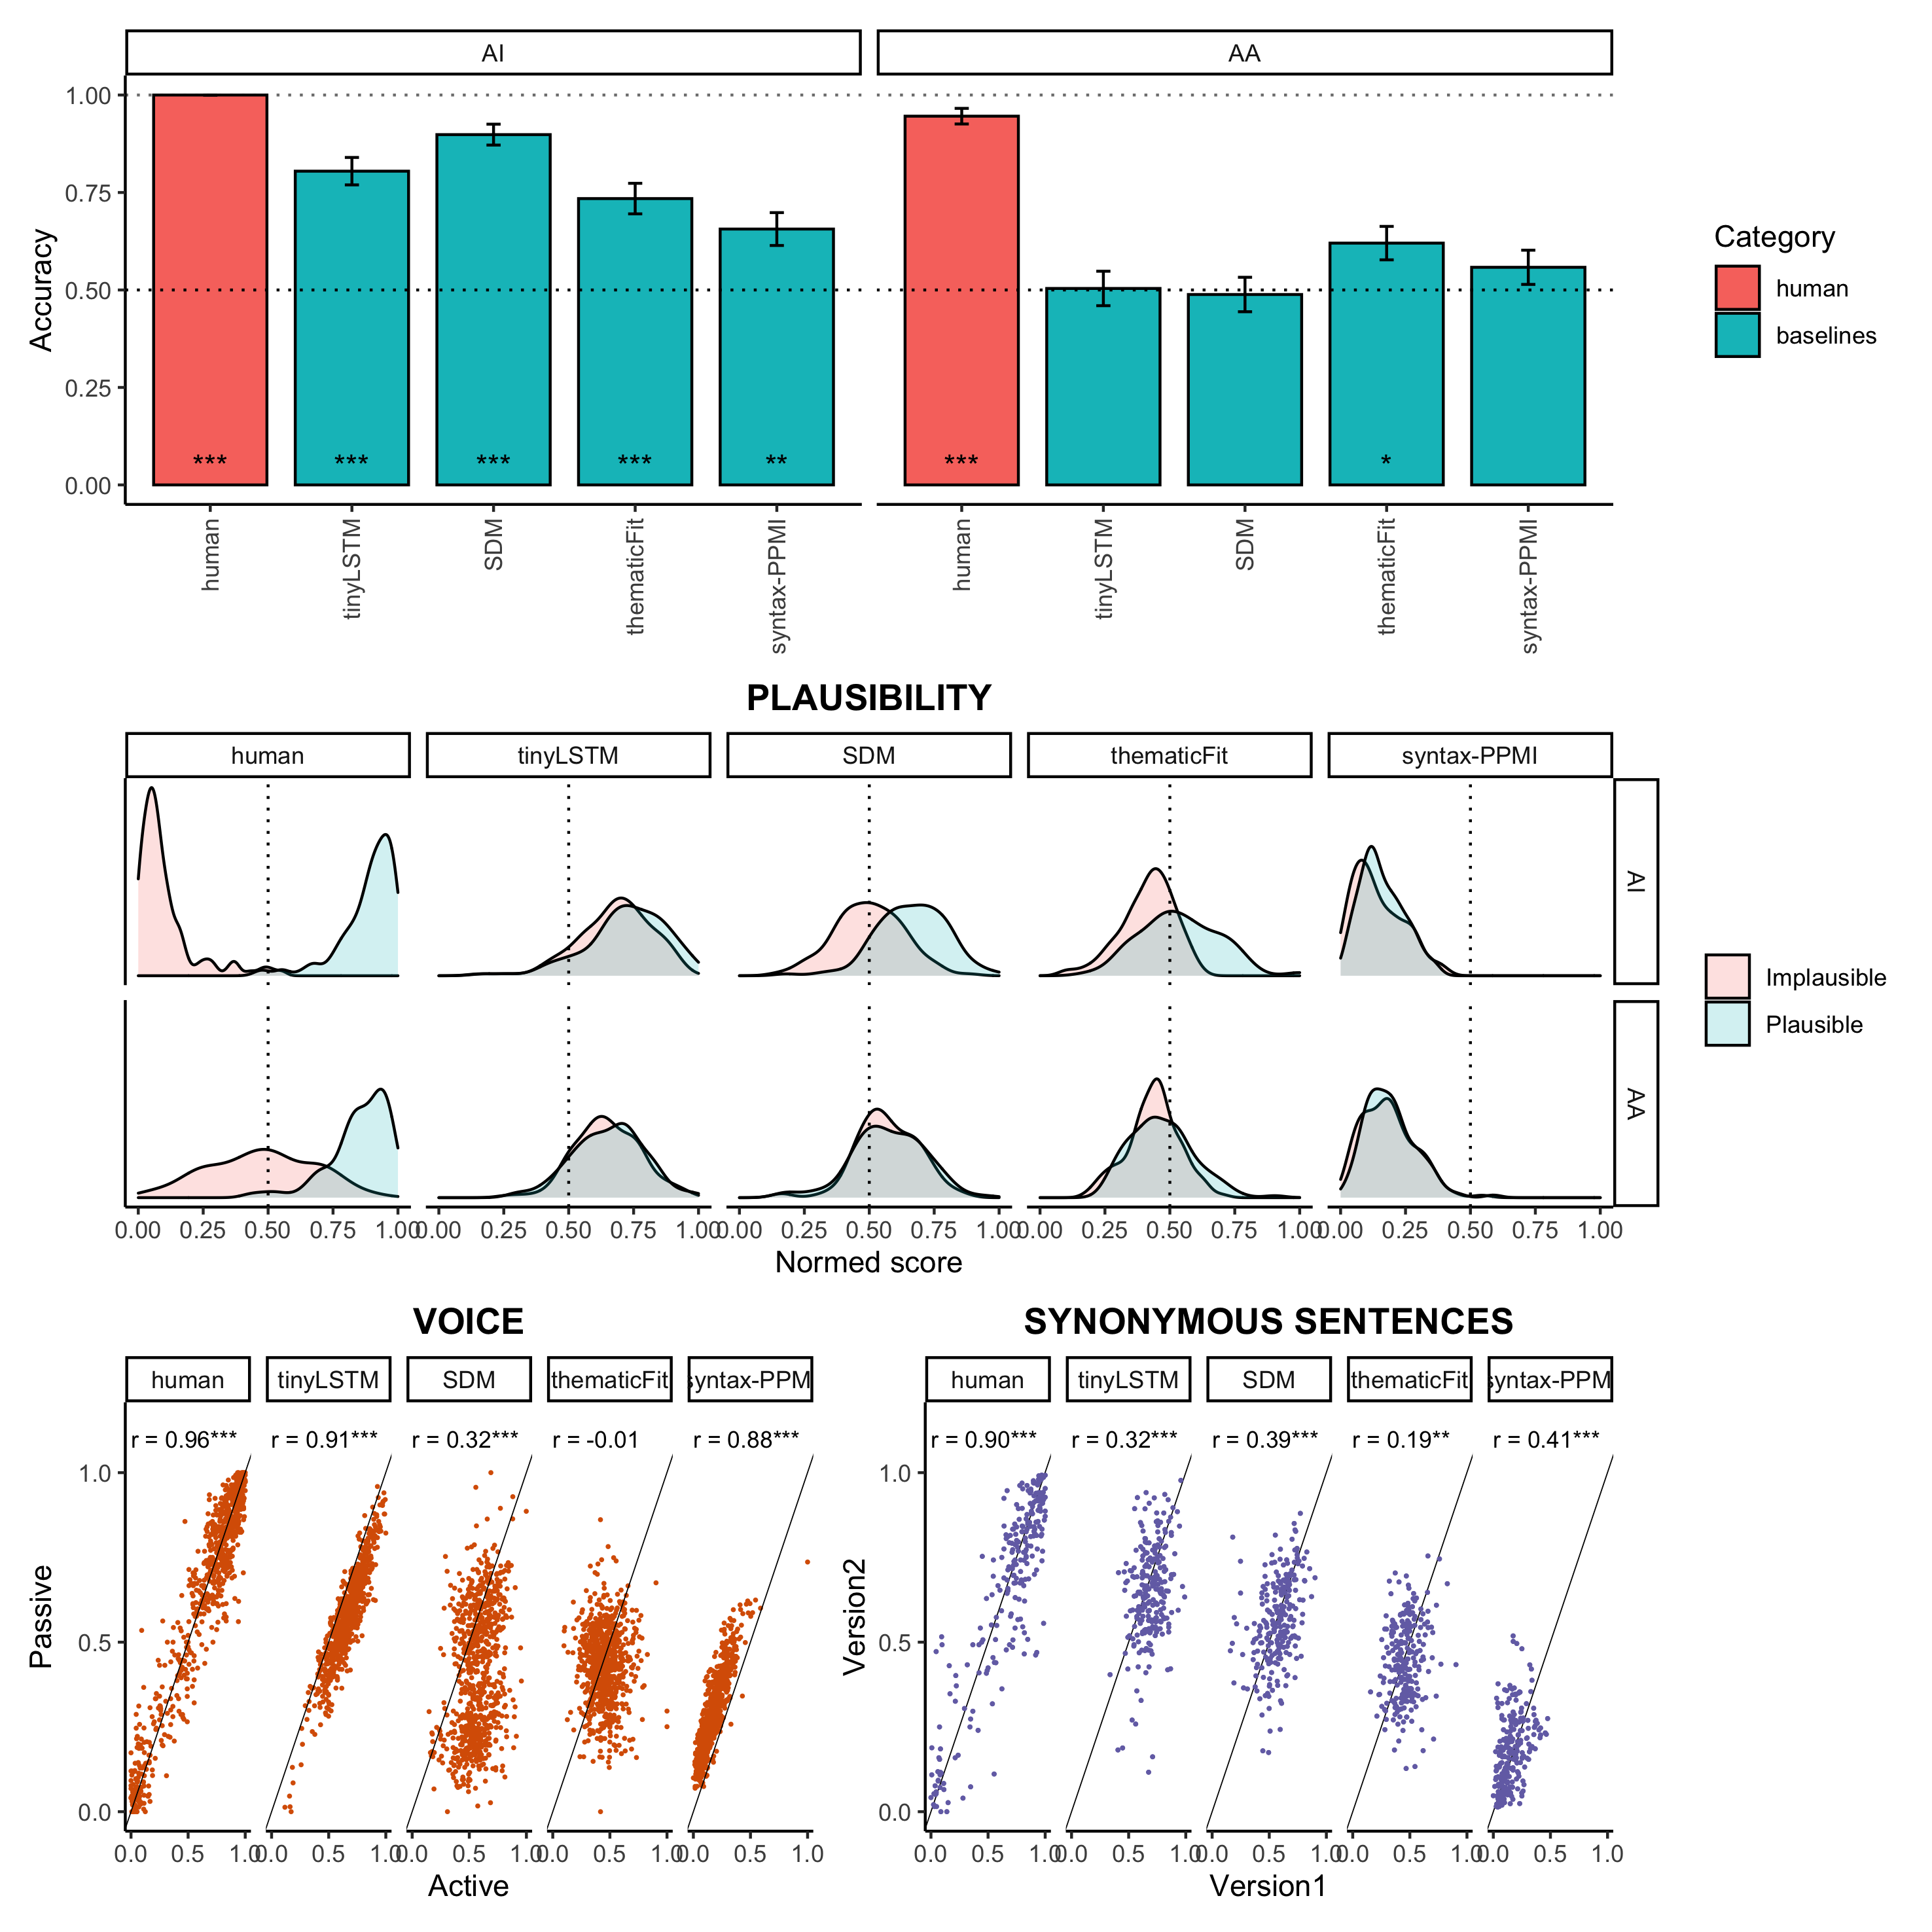 AI AA
1.00
0.75
0.50
0.25
0.00
Accuracy
*** *** *** *** ** *** *
human tinyLSTM SDM thematicFit syntax-PPMI human tinyLSTM SDM thematicFit syntax-PPMI
Category
human
baselines
PLAUSIBILITY
human tinyLSTM SDM thematicFit syntax-PPMI
AI
AA
Implausible
Plausible
0.00 0.25 0.50 0.75 1.00 0.00 0.25 0.50 0.75 1.00 0.00 0.25 0.50 0.75 1.00 0.00 0.25 0.50 0.75 1.00 0.00 0.25 0.50 0.75 1.00
Normed score
VOICE
human tinyLSTM SDM thematicFit syntax-PPM
r = 0.96*** r = 0.91*** r = 0.32*** r = -0.01 r = 0.88***
1.0
0.5
0.0
Passive
0.0 0.5 1.0 0.0 0.5 1.0 0.0 0.5 1.0 0.0 0.5 1.0 0.0 0.5 1.0
Active
SYNONYMOUS SENTENCES
human tinyLSTM SDM thematicFit syntax-PPM
r = 0.90*** r = 0.32*** r = 0.39*** r = 0.19** r = 0.41***
1.0
0.5
0.0
Version2
0.0 0.5 1.0 0.0 0.5 1.0 0.0 0.5 1.0 0.0 0.5 1.0 0.0 0.5 1.0
Version1